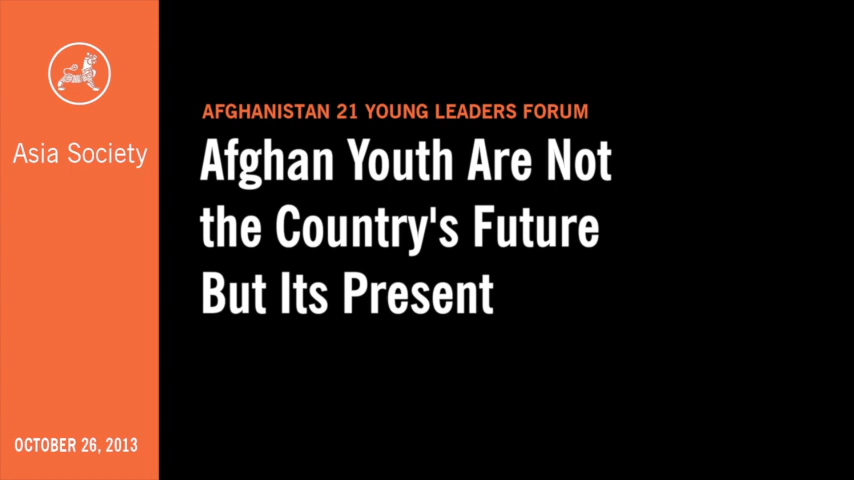 Asia Society
AFGHANISTAN 21 YOUNG LEADERS FORUM
Afghan Youth Are Not
the Country's Future
But Its Present
OCTOBER 26, 2013